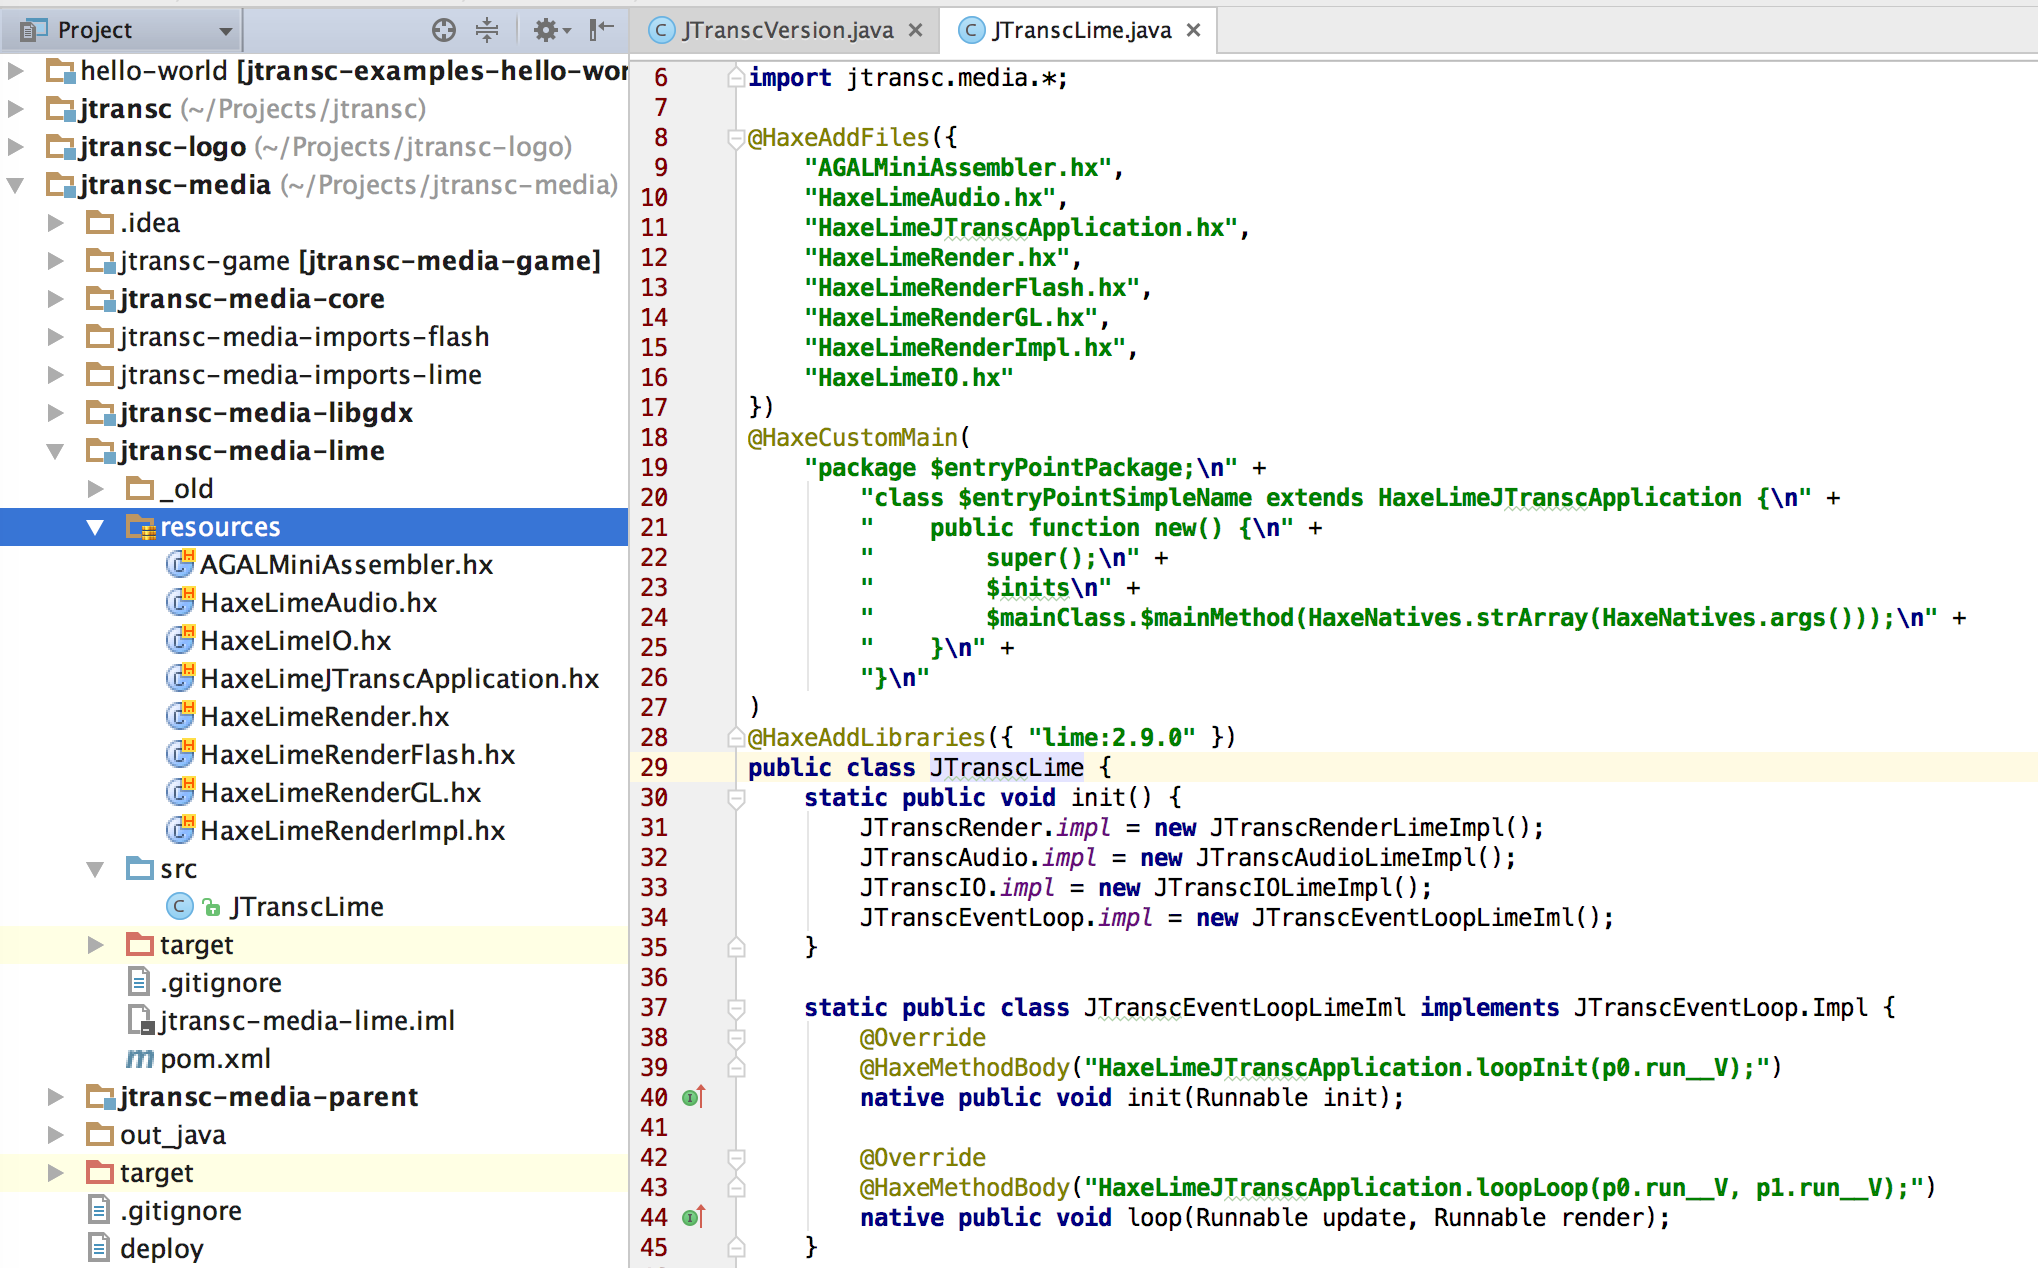 Project
hello-world [jtransc-examples-hello-wor
jtransc (~/Projects/jtransc)
jtransc-logo (~/Projects/jtransc-logo)
jtransc-media (~/Projects/jtransc-media)
.idea
jtransc-game [jtransc-media-game]
jtransc-media-core
jtransc-media-imports-flash
jtransc-media-imports-lime
jtransc-media-libgdx
jtransc-media-lime
_old
resources
AGALMiniAssembler.hx
HaxeLimeAudio.hx
HaxeLimeIO.hx
HaxeLimeJTranscApplication.hx
HaxeLimeRender.hx
HaxeLimeRenderFlash.hx
HaxeLimeRenderGL.hx
HaxeLimeRenderImpl.hx
src
JTranscLime
target
.gitignore
jtransc-media-lime.iml
pom.xml
jtransc-media-parent
out_java
target
.gitignore
deploy
JTranscVersion.java JTranscLime.java
6 import jtransc.media.*;
7
8 @HaxeAddFiles({
9     "AGALMiniAssembler.hx",
10     "HaxeLimeAudio.hx",
11     "HaxeLimeJTranscApplication.hx",
12     "HaxeLimeRender.hx",
13     "HaxeLimeRenderFlash.hx",
14     "HaxeLimeRenderGL.hx",
15     "HaxeLimeRenderImpl.hx",
16     "HaxeLimeIO.hx"
17 })
18 @HaxeCustomMain(
19     "package $entryPointPackage;\n" +
20         "class $entryPointSimpleName extends HaxeLimeJTranscApplication {\n" +
21         "    public function new() {\n" +
22         "        super();\n" +
23         "        $inits\n" +
24         "        $mainClass.$mainMethod(HaxeNatives.strArray(HaxeNatives.args()));\n" +
25         "    }\n" +
26         "}\n"
27 )
28 @HaxeAddLibraries({ "lime:2.9.0" })
29 public class JTranscLime {
30     static public void init() {
31         JTranscRender.impl = new JTranscRenderLimeImpl();
32         JTranscAudio.impl = new JTranscAudioLimeImpl();
33         JTranscIO.impl = new JTranscIOLimeImpl();
34         JTranscEventLoop.impl = new JTranscEventLoopLimeIml();
35     }
36
37     static public class JTranscEventLoopLimeIml implements JTranscEventLoop.Impl {
38         @Override
39         @HaxeMethodBody("HaxeLimeJTranscApplication.loopInit(p0.run__V);")
40         native public void init(Runnable init);
41
42         @Override
43         @HaxeMethodBody("HaxeLimeJTranscApplication.loopLoop(p0.run__V, p1.run__V);")
44         native public void loop(Runnable update, Runnable render);
45     }